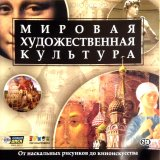 МИРОВАЯ
ХУДОЖЕСТВЕННАЯ
КУЛЬТУРА
От наскальных рисунков до киноискусства